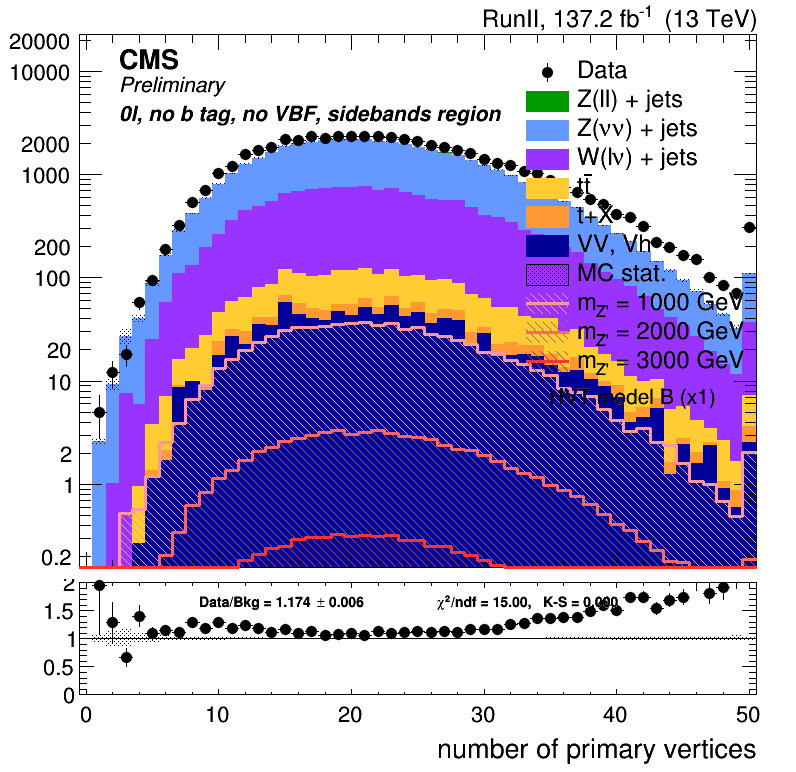 RunII, 137.2 fb⁻¹ (13 TeV)
CMS
Preliminary
0l, no b tag, no VBF, sidebands region
Data
Z(ll) + jets
Z(νν) + jets
W(lν) + jets
tt̄
t+X
VV, Vh
MC stat.
m_Z' = 1000 GeV
m_Z' = 2000 GeV
m_Z' = 3000 GeV
HVT model B (x1)
20000
10000
2000
1000
200
100
20
10
2
1
0.2
Data/Bkg = 1.174 ± 0.006 χ²/ndf = 15.00, K-S = 0.000
2
1.5
1
0.5
0
0 10 20 30 40 50
number of primary vertices